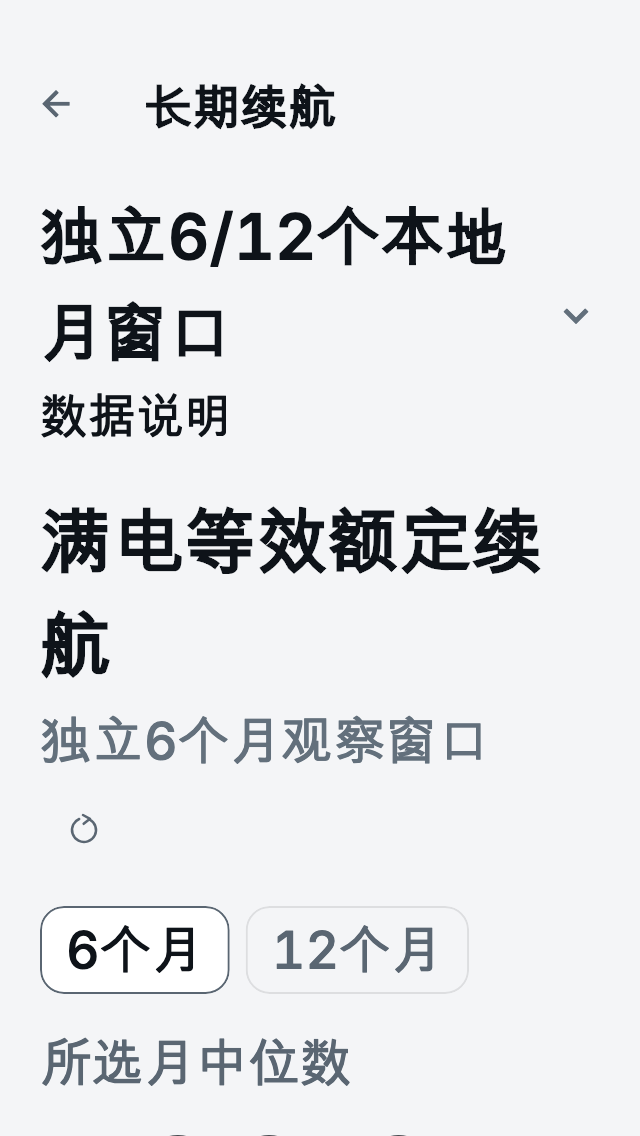 长期续航
独立6/12个本地
月窗口
数据说明
满电等效额定续
航
独立6个月观察窗口
6个月
12个月
所选月中位数